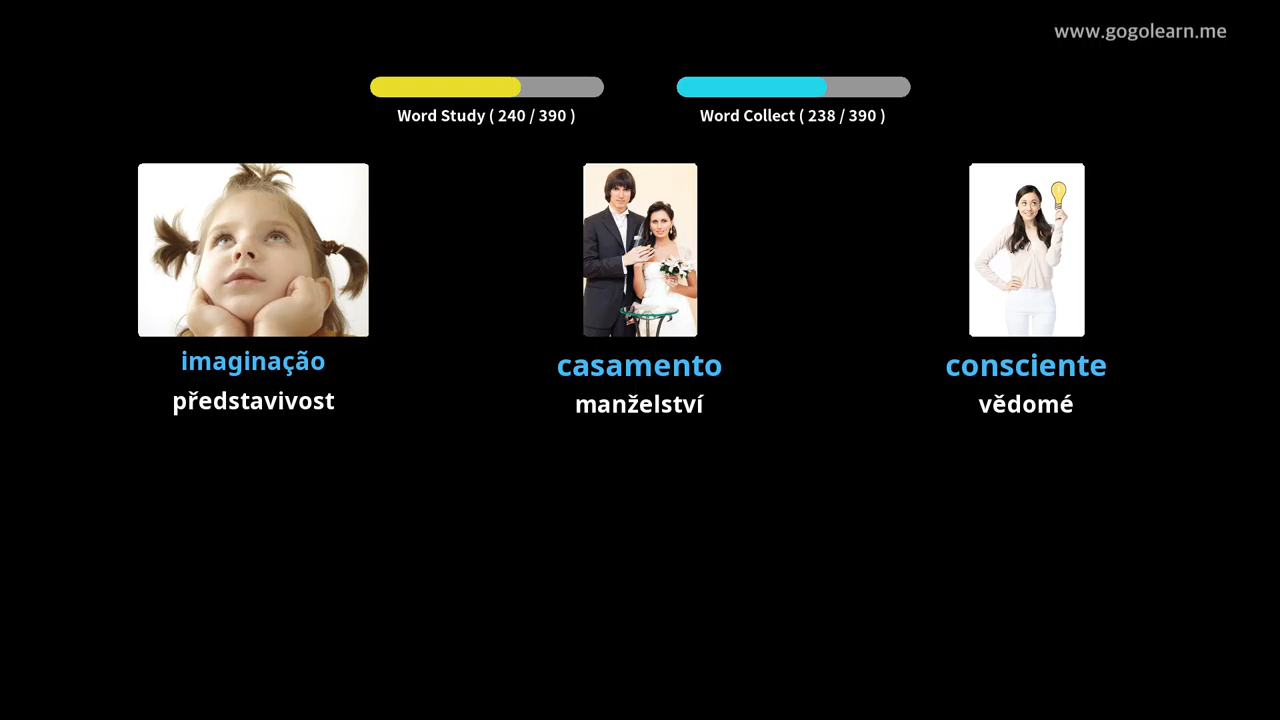 www.gogolearn.me
Word Study ( 240 / 390 )
Word Collect ( 238 / 390 )
imaginação
představivost
casamento
manželství
consciente
vědomé